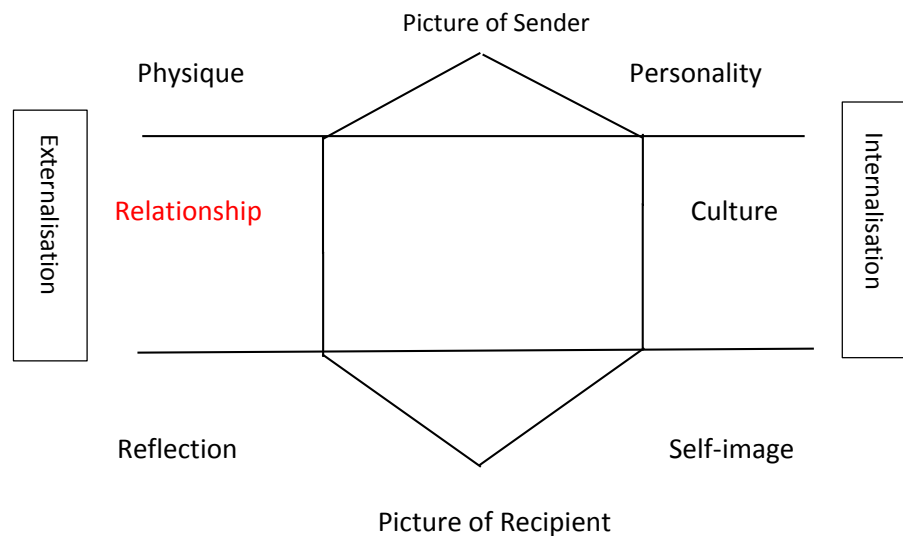 Picture of Sender
Physique
Personality
Externalisation
Internalisation
Relationship
Culture
Reflection
Self-image
Picture of Recipient